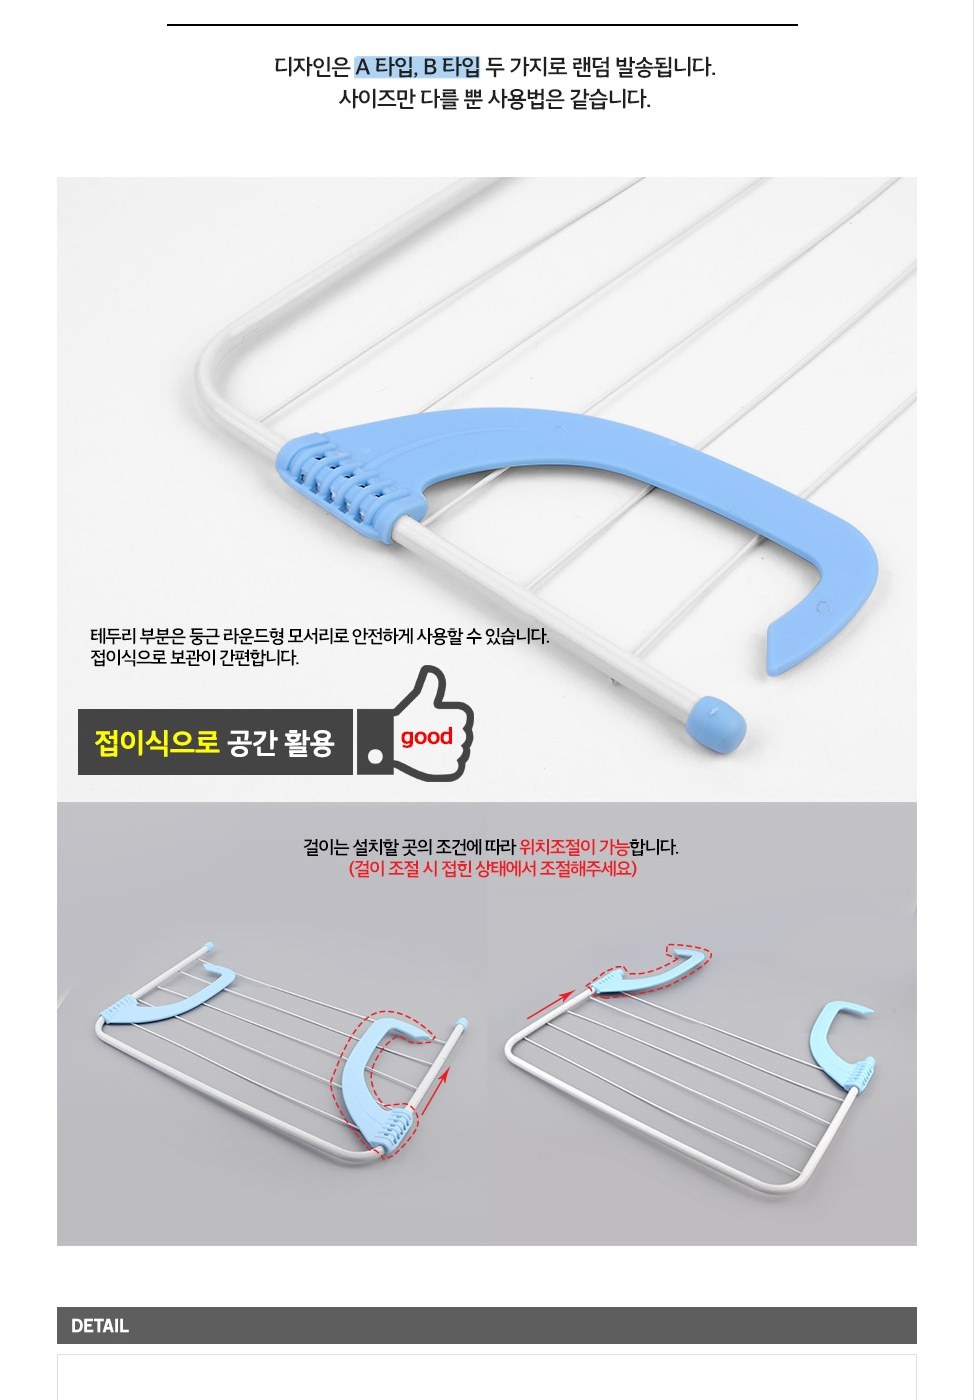 디자인은 A 타입, B 타입 두 가지로 랜덤 발송됩니다.
사이즈만 다를 뿐 사용법은 같습니다.
테두리 부분은 둥근 라운드형 모서리로 안전하게 사용할 수 있습니다.
접이식으로 보관이 간편합니다.
접이식으로 공간 활용
good
걸이는 설치할 곳의 조건에 따라 위치조절이 가능합니다.
(걸이 조절 시 접힌 상태에서 조절해주세요)
DETAIL